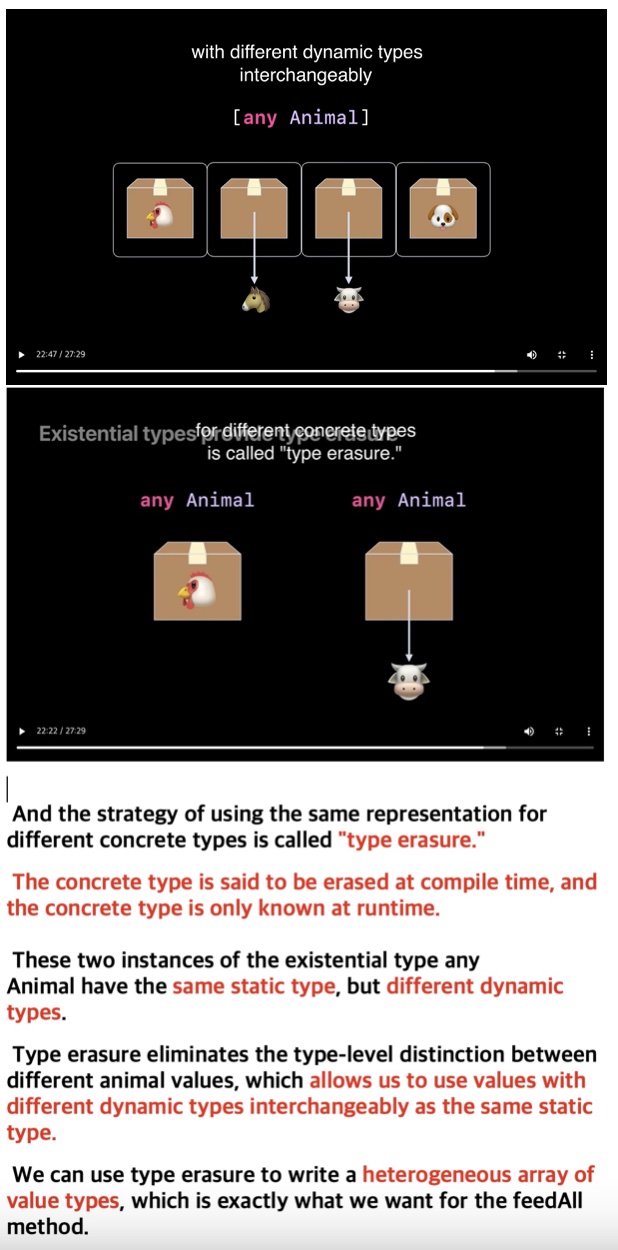 with different dynamic types
interchangeably
[any Animal]
22:47 / 27:29
Existential types provide type erasure
for different concrete types
is called "type erasure."
any Animal
any Animal
22:22 / 27:29
And the strategy of using the same representation for
different concrete types is called "type erasure."
The concrete type is said to be erased at compile time, and
the concrete type is only known at runtime.
These two instances of the existential type any
Animal have the same static type, but different dynamic
types.
Type erasure eliminates the type-level distinction between
different animal values, which allows us to use values with
different dynamic types interchangeably as the same static
type.
We can use type erasure to write a heterogeneous array of
value types, which is exactly what we want for the feedAll
method.